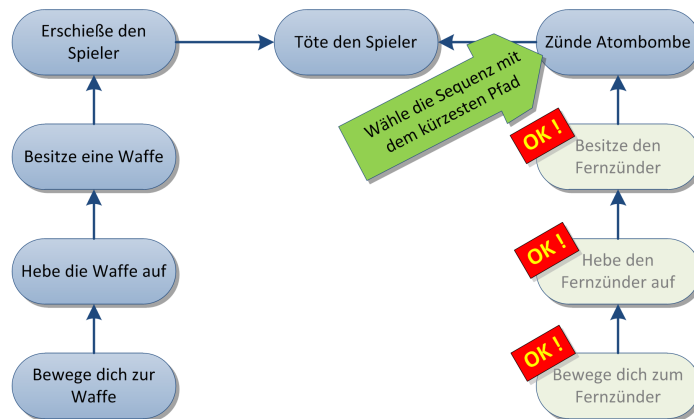 Erschieße den
Spieler
Töte den Spieler
Zünde Atombombe
Wähle die Sequenz mit
dem kürzesten Pfad
Besitze eine Waffe
OK !
Besitze den
Fernzünder
Hebe die Waffe auf
OK !
Hebe den
Fernzünder auf
Bewege dich zur
Waffe
OK !
Bewege dich zum
Fernzünder